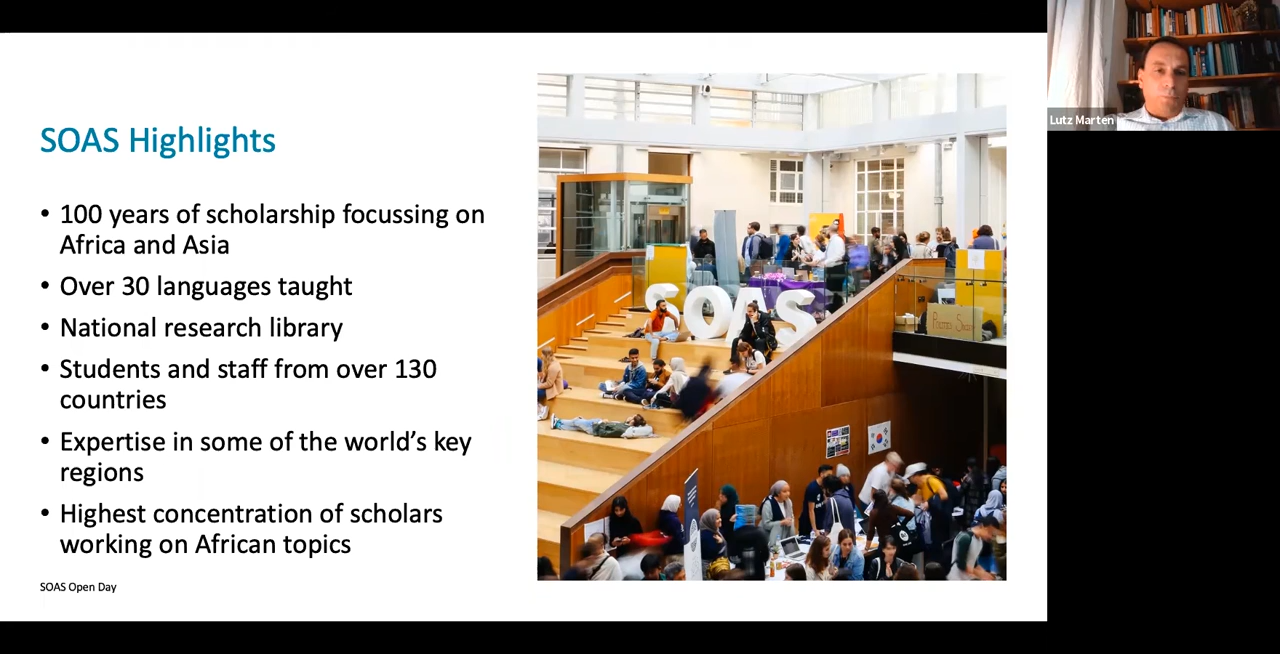 SOAS Highlights
• 100 years of scholarship focussing on
Africa and Asia
• Over 30 languages taught
• National research library
• Students and staff from over 130
countries
• Expertise in some of the world's key
regions
• Highest concentration of scholars
working on African topics
SOAS Open Day
SOAS
Lutz Marten